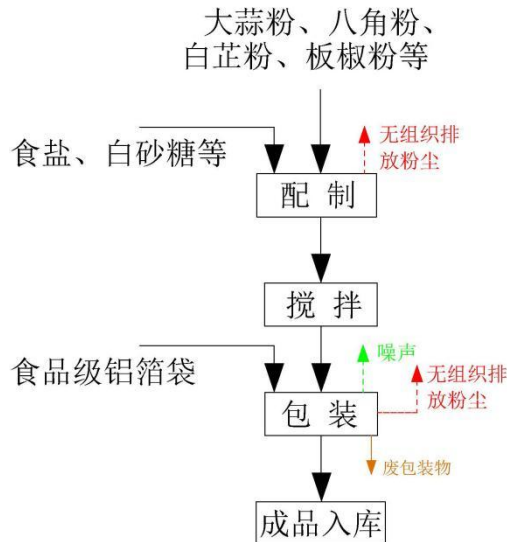 大蒜粉、八角粉、
白芷粉、板椒粉等
食盐、白砂糖等
无组织排
放粉尘
配 制
搅 拌
噪声
食品级铝箔袋
无组织排
放粉尘
包 装
废包装物
成品入库